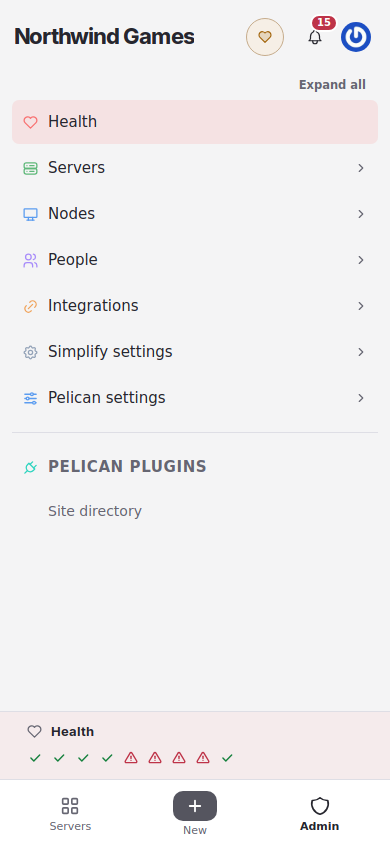 Northwind Games
15
Expand all
Health
Servers
Nodes
People
Integrations
Simplify settings
Pelican settings
PELICAN PLUGINS
Site directory
Health
Servers
New
Admin